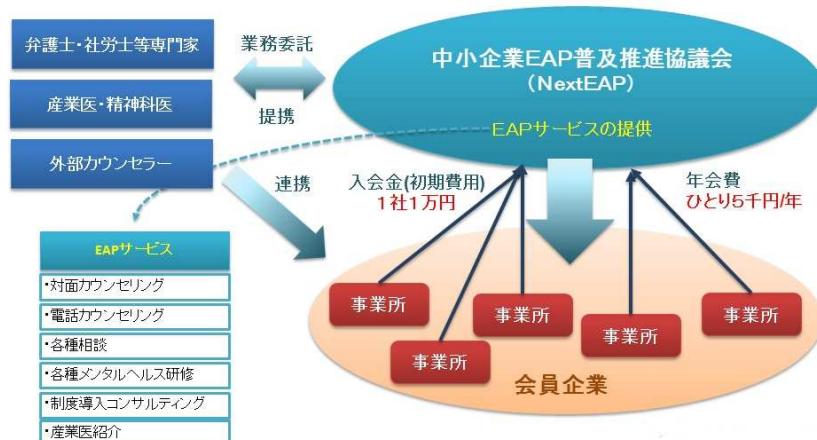 弁護士・社労士等専門家
産業医・精神科医
外部カウンセラー
業務委託
提携
中小企業EAP普及推進協議会
（NextEAP）
EAPサービスの提供
連携
入会金(初期費用)
1社1万円
年会費
ひとり5千円/年
EAPサービス
・対面カウンセリング
・電話カウンセリング
・各種相談
・各種メンタルヘルス研修
・制度導入コンサルティング
・産業医紹介
事業所
事業所
事業所
事業所
事業所
会員企業